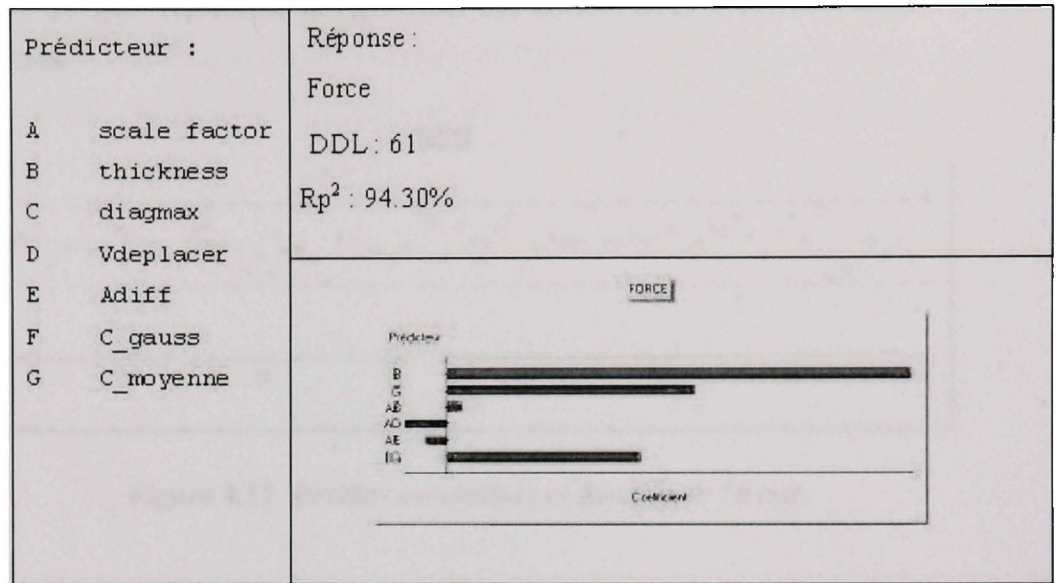 Prédicteur :
A scale factor
B thickness
C diagmax
D Vdeplacer
E Adiff
F C_gauss
G C_moyenne
Réponse :
Force
DDL : 61
Rp² : 94.30%
FORCE
Prédicteur
B
G
AB
AD
AE
Coefficient